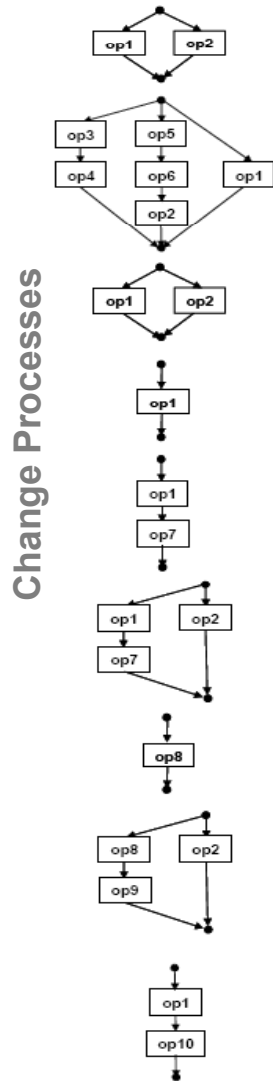 Change Processes
op1 op2
op3 op5
op4 op6 op1
op2
op1 op2
op1
op1
op7
op1 op2
op7
op8
op8 op2
op9
op1
op10